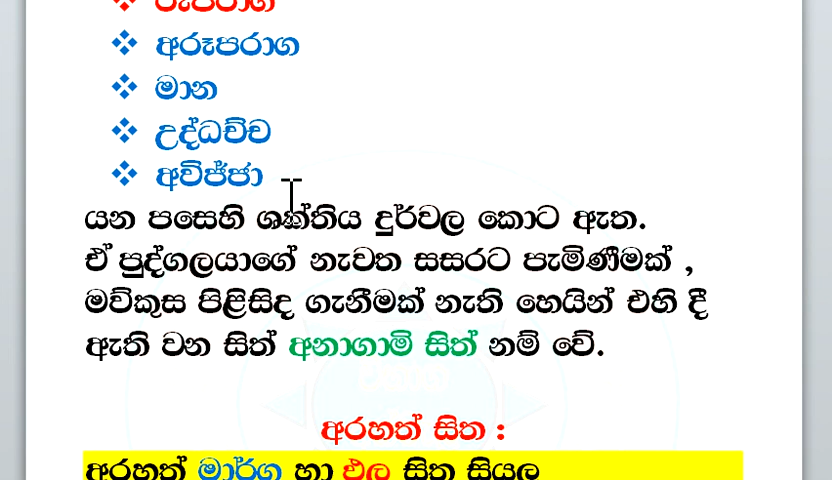 ❖ රූපරාග
❖ අරූපරාග
❖ මාන
❖ උද්ධච්ච
❖ අවිජ්ජා --
යන පසෙහි ශක්තිය දුර්වල කොට ඇත.
ඒ පුද්ගලයාගේ නැවත සසරට පැමිණීමක් ,
මව්කුස පිළිසිද ගැනීමක් නැති හෙයින් එහි දී
ඇති වන සිත් අනාගාමි සිත් නම් වේ.
අරහත් සිත :
අරහත් මාර්ග හා ඵල සිත සියලු